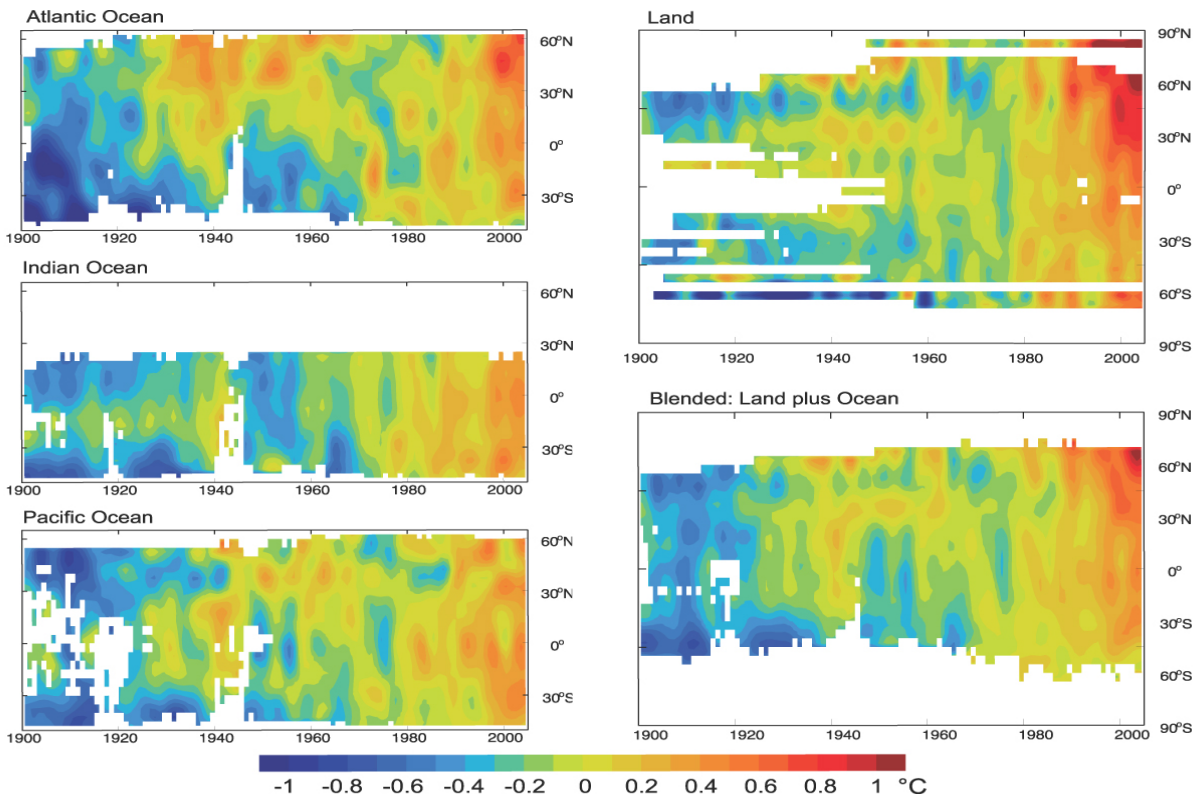 Atlantic Ocean
60°N
30°N
0°
30°S
1900 1920 1940 1960 1980 2000
Indian Ocean
60°N
30°N
0°
30°S
1900 1920 1940 1960 1980 2000
Pacific Ocean
60°N
30°N
0°
30°S
1900 1920 1940 1960 1980 2000
Land
90°N
60°N
30°N
0°
30°S
60°S
90°S
1900 1920 1940 1960 1980 2000
Blended: Land plus Ocean
90°N
60°N
30°N
0°
30°S
60°S
90°S
1900 1920 1940 1960 1980 2000
-1 -0.8 -0.6 -0.4 -0.2 0 0.2 0.4 0.6 0.8 1 °C